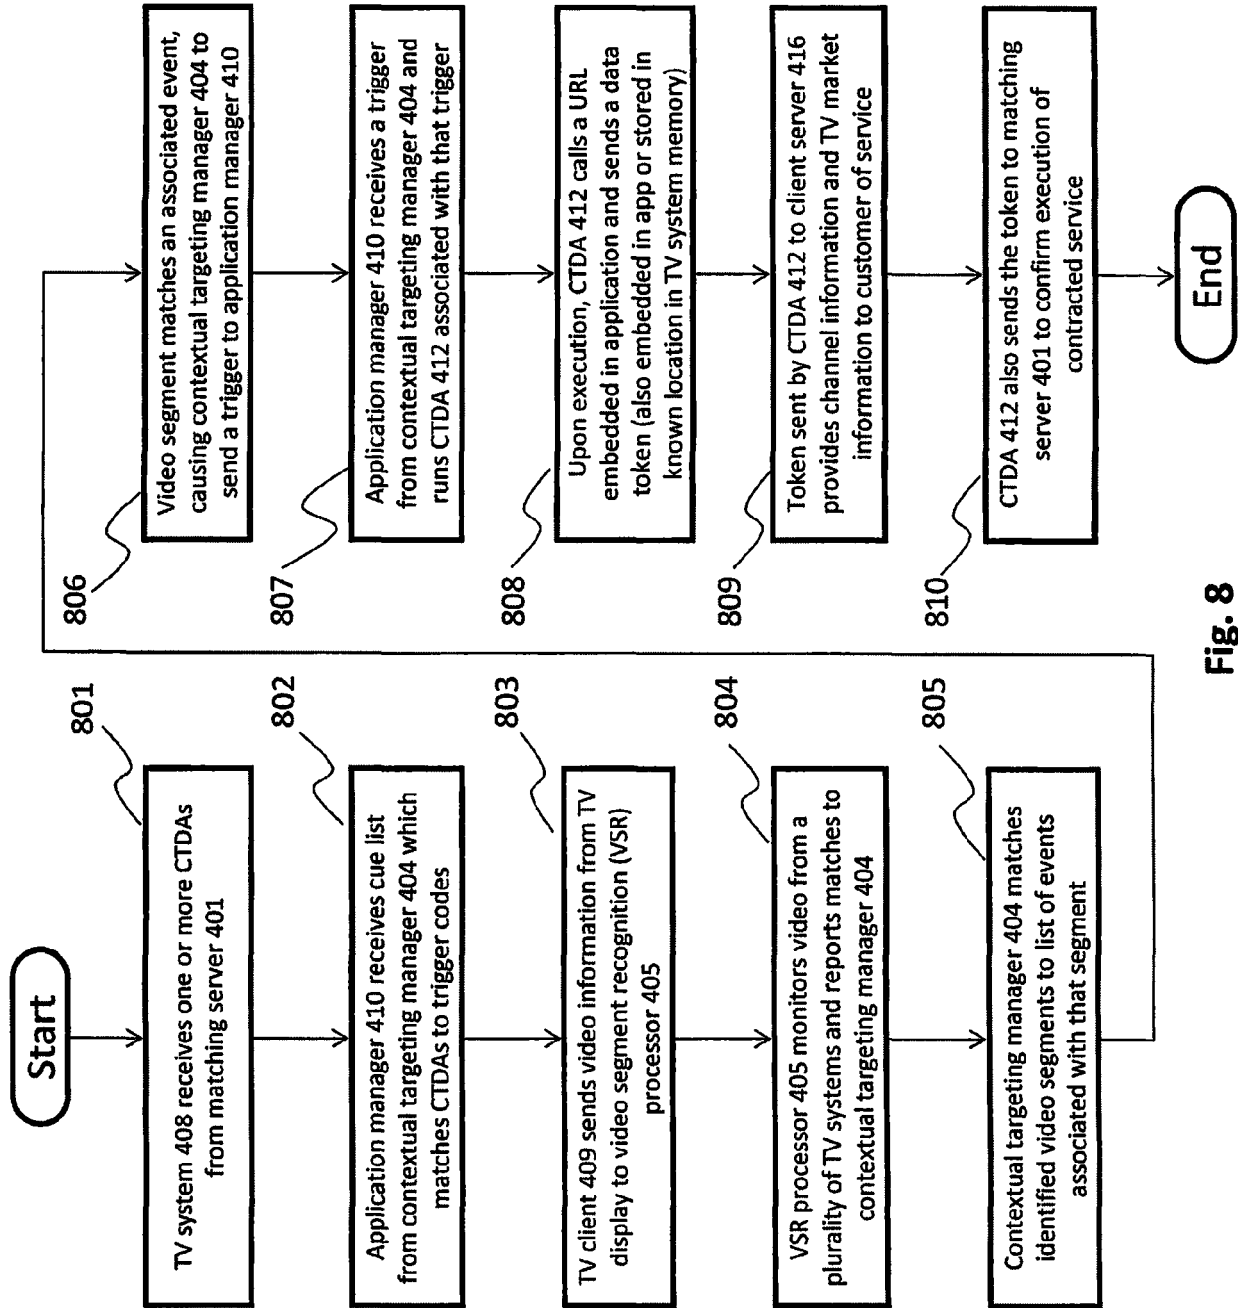 Start
801
TV system 408 receives one or more CTDAs
from matching server 401
802
Application manager 410 receives cue list
from contextual targeting manager 404 which
matches CTDAs to trigger codes
803
TV client 409 sends video information from TV
display to video segment recognition (VSR)
processor 405
804
VSR processor 405 monitors video from a
plurality of TV systems and reports matches to
contextual targeting manager 404
805
Contextual targeting manager 404 matches
identified video segments to list of events
associated with that segment
806
Video segment matches an associated event,
causing contextual targeting manager 404 to
send a trigger to application manager 410
807
Application manager 410 receives a trigger
from contextual targeting manager 404 and
runs CTDA 412 associated with that trigger
808
Upon execution, CTDA 412 calls a URL
embedded in application and sends a data
token (also embedded in app or stored in
known location in TV system memory)
809
Token sent by CTDA 412 to client server 416
provides channel information and TV market
information to customer of service
810
CTDA 412 also sends the token to matching
server 401 to confirm execution of
contracted service
End
Fig. 8